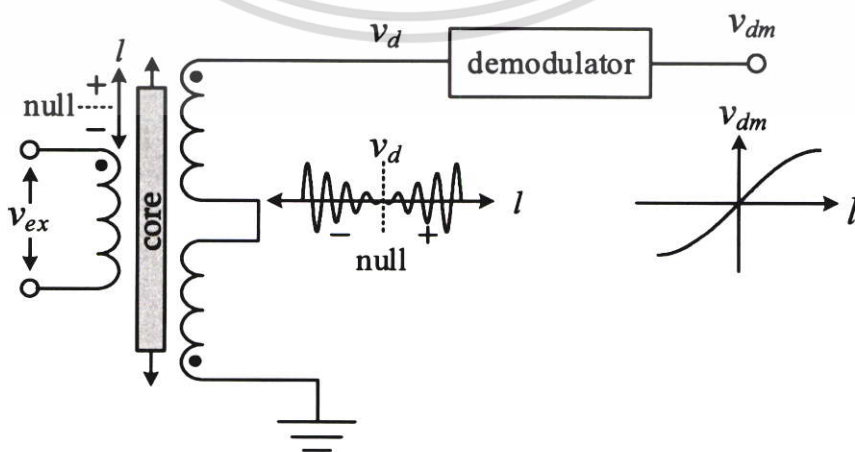 v_d
v_dm
demodulator
l
+
null
−
v_ex
core
v_d
l
−
+
null
v_dm
l